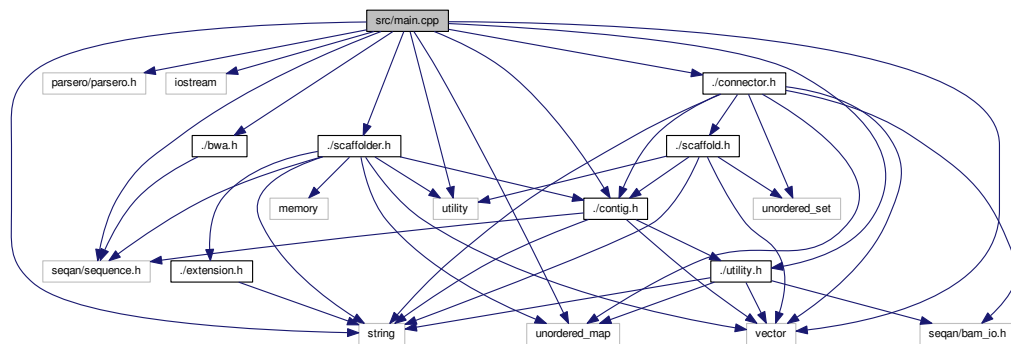 src/main.cpp
parsero/parsero.h
iostream
./connector.h
./bwa.h
./scaffolder.h
./scaffold.h
memory
utility
./contig.h
unordered_set
seqan/sequence.h
./extension.h
./utility.h
string
unordered_map
vector
seqan/bam_io.h